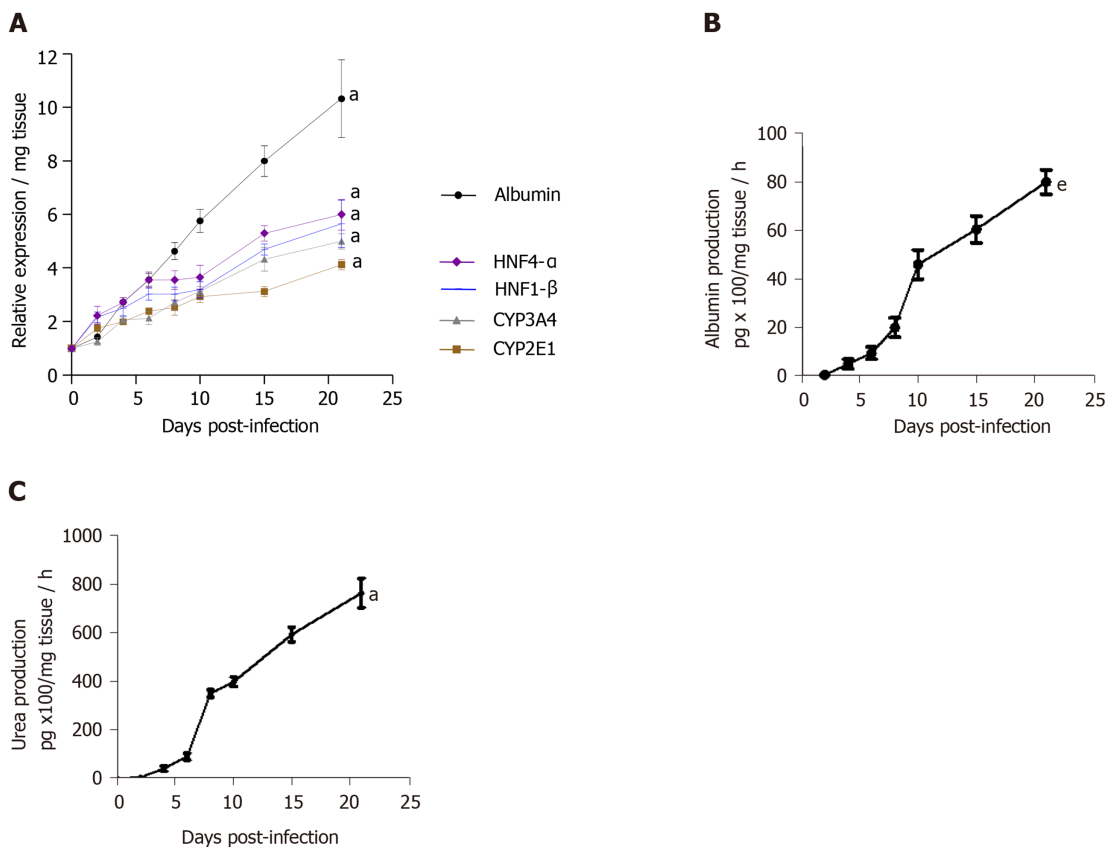 A
12
10
8
6
4
2
0
Relative expression / mg tissue
0 5 10 15 20 25
Days post-infection
a
a
a
a
a
Albumin
HNF4-α
HNF1-β
CYP3A4
CYP2E1
B
100
80
60
40
20
0
Albumin production
pg x 100/mg tissue / h
0 5 10 15 20 25
Days post-infection
e
C
1000
800
600
400
200
0
Urea production
pg x100/mg tissue / h
0 5 10 15 20 25
Days post-infection
a